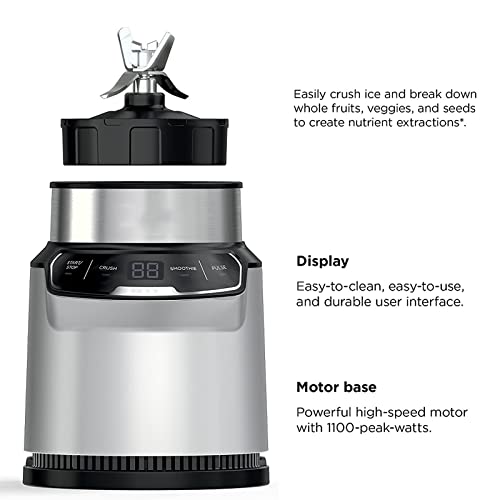 Easily crush ice and break down
whole fruits, veggies, and seeds
to create nutrient extractions*.
START/
STOP
CRUSH
88
SMOOTHIE
PULSE
Display
Easy-to-clean, easy-to-use,
and durable user interface.
Motor base
Powerful high-speed motor
with 1100-peak-watts.